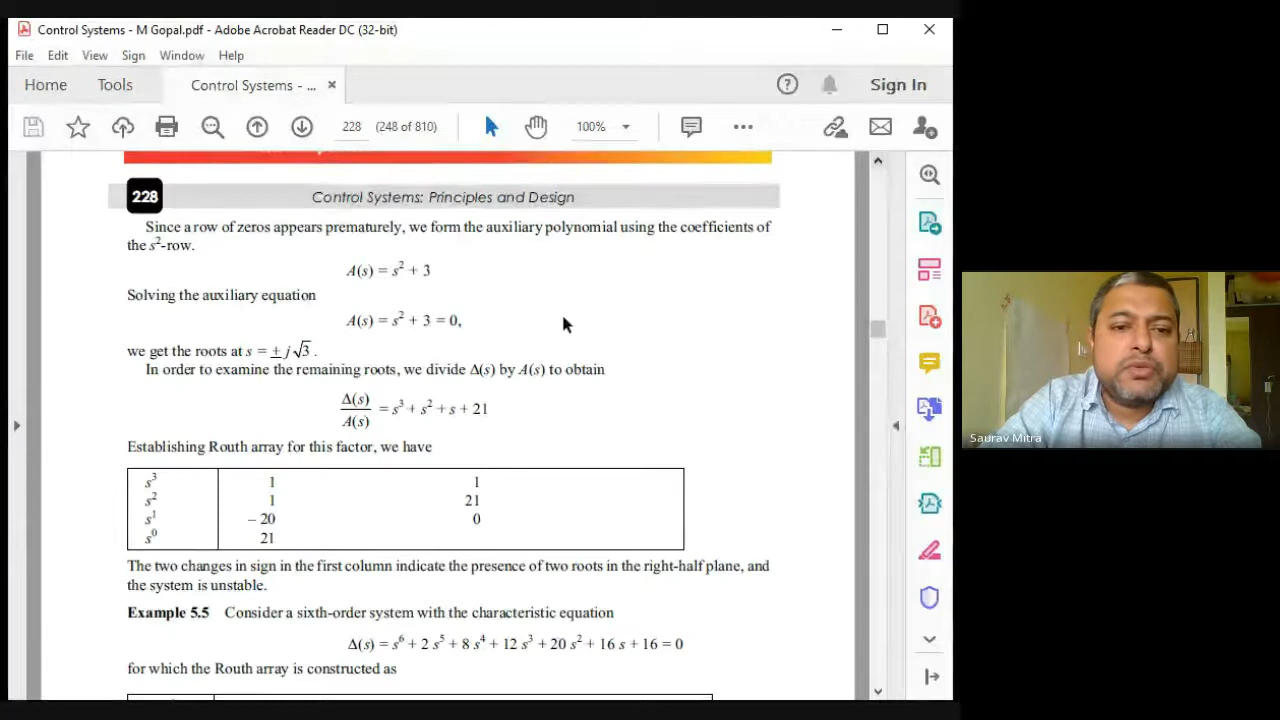 Control Systems - M Gopal.pdf - Adobe Acrobat Reader DC (32-bit)
File Edit View Sign Window Help
Home Tools Control Systems - ... × Sign In
228 (248 of 810) 100%
228 Control Systems: Principles and Design
Since a row of zeros appears prematurely, we form the auxiliary polynomial using the coefficients of
the s²-row.
A(s) = s² + 3
Solving the auxiliary equation
A(s) = s² + 3 = 0,
we get the roots at s = ± j√3 .
In order to examine the remaining roots, we divide Δ(s) by A(s) to obtain
Δ(s)/A(s) = s³ + s² + s + 21
Establishing Routh array for this factor, we have
s³ 1 1
s² 1 21
s¹ – 20 0
s⁰ 21
The two changes in sign in the first column indicate the presence of two roots in the right-half plane, and
the system is unstable.
Example 5.5 Consider a sixth-order system with the characteristic equation
Δ(s) = s⁶ + 2 s⁵ + 8 s⁴ + 12 s³ + 20 s² + 16 s + 16 = 0
for which the Routh array is constructed as
Saurav Mitra